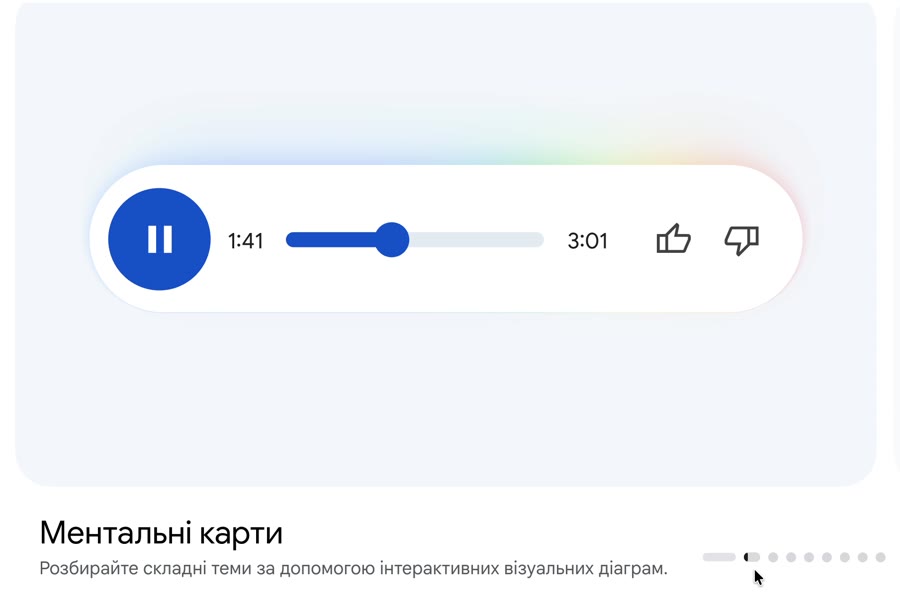 1:41 3:01
Ментальні карти
Розбирайте складні теми за допомогою інтерактивних візуальних діаграм.